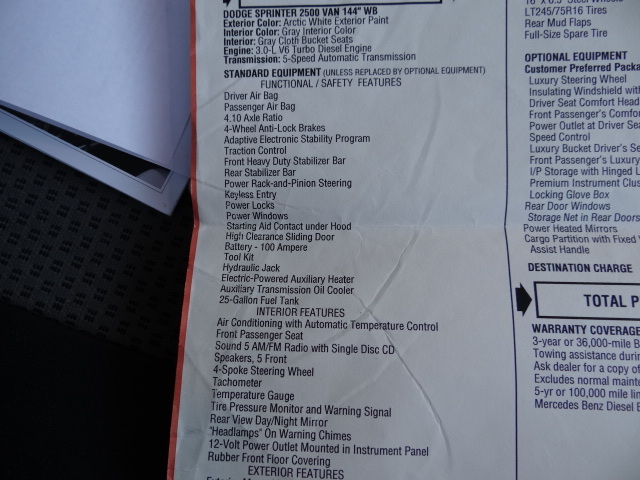 DODGE SPRINTER 2500 VAN 144" WB
Exterior Color: Arctic White Exterior Paint
Interior Color: Gray Interior Color
Interior: Gray Cloth Bucket Seats
Engine: 3.0-L V6 Turbo Diesel Engine
Transmission: 5-Speed Automatic Transmission
STANDARD EQUIPMENT (UNLESS REPLACED BY OPTIONAL EQUIPMENT)
FUNCTIONAL / SAFETY FEATURES
Driver Air Bag
Passenger Air Bag
4.10 Axle Ratio
4-Wheel Anti-Lock Brakes
Adaptive Electronic Stability Program
Traction Control
Front Heavy Duty Stabilizer Bar
Rear Stabilizer Bar
Power Rack-and-Pinion Steering
Keyless Entry
Power Locks
Power Windows
Starting Aid Contact under Hood
High Clearance Sliding Door
Battery - 100 Ampere
Tool Kit
Hydraulic Jack
Electric-Powered Auxiliary Heater
Auxiliary Transmission Oil Cooler
25-Gallon Fuel Tank
INTERIOR FEATURES
Air Conditioning with Automatic Temperature Control
Front Passenger Seat
Sound 5 AM/FM Radio with Single Disc CD
Speakers, 5 Front
4-Spoke Steering Wheel
Tachometer
Temperature Gauge
Tire Pressure Monitor and Warning Signal
Rear View Day/Night Mirror
"Headlamps" On Warning Chimes
12-Volt Power Outlet Mounted in Instrument Panel
Rubber Front Floor Covering
EXTERIOR FEATURES
LT245/75R16 Tires
Rear Mud Flaps
Full-Size Spare Tire
OPTIONAL EQUIPMENT
Customer Preferred Packa
Luxury Steering Wheel
Insulating Windshield wit
Driver Seat Comfort Head
Front Passenger's Comfo
Power Outlet at Driver Sea
Speed Control
Luxury Bucket Driver's Se
Front Passenger's Luxury
I/P Storage with Hinged L
Premium Instrument Clus
Locking Glove Box
Rear Door Windows
Storage Net in Rear Doors
Power Heated Mirrors
Cargo Partition with Fixed
Assist Handle
DESTINATION CHARGE
TOTAL P
WARRANTY COVERAGE
3-year or 36,000-mile B
Towing assistance durin
Ask dealer for a copy of
Excludes normal mainte
5-yr or 100,000 mile lin
Mercedes Benz Diesel E